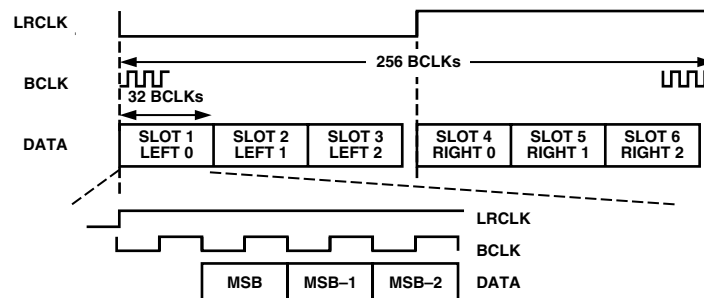 LRCLK
256 BCLKs
BCLK
32 BCLKs
DATA
SLOT 1
LEFT 0
SLOT 2
LEFT 1
SLOT 3
LEFT 2
SLOT 4
RIGHT 0
SLOT 5
RIGHT 1
SLOT 6
RIGHT 2
LRCLK
BCLK
MSB
MSB–1
MSB–2
DATA